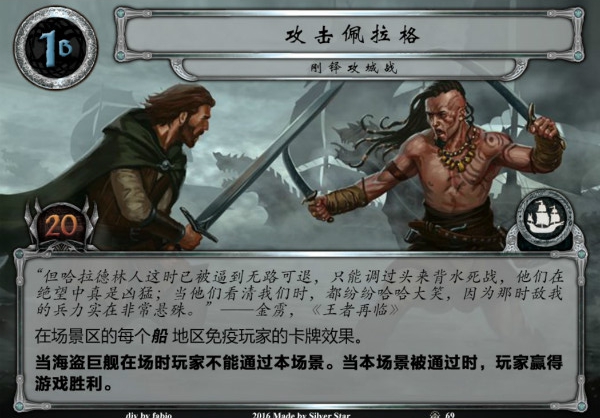 1B
攻击佩拉格
刚铎攻城战
20
“但哈拉德林人这时已被逼到无路可退，只能调过头来背水死战，他们在
绝望中真是凶猛；当他们看清我们时，都纷纷哈哈大笑，因为那时敌我
的兵力实在非常悬殊。”——金雳，《王者再临》
在场景区的每个船 地区免疫玩家的卡牌效果。
当海盗巨舰在场时玩家不能通过本场景。当本场景被通过时，玩家赢得
游戏胜利。
diy by fabio
2016 Made by Silver Star
69